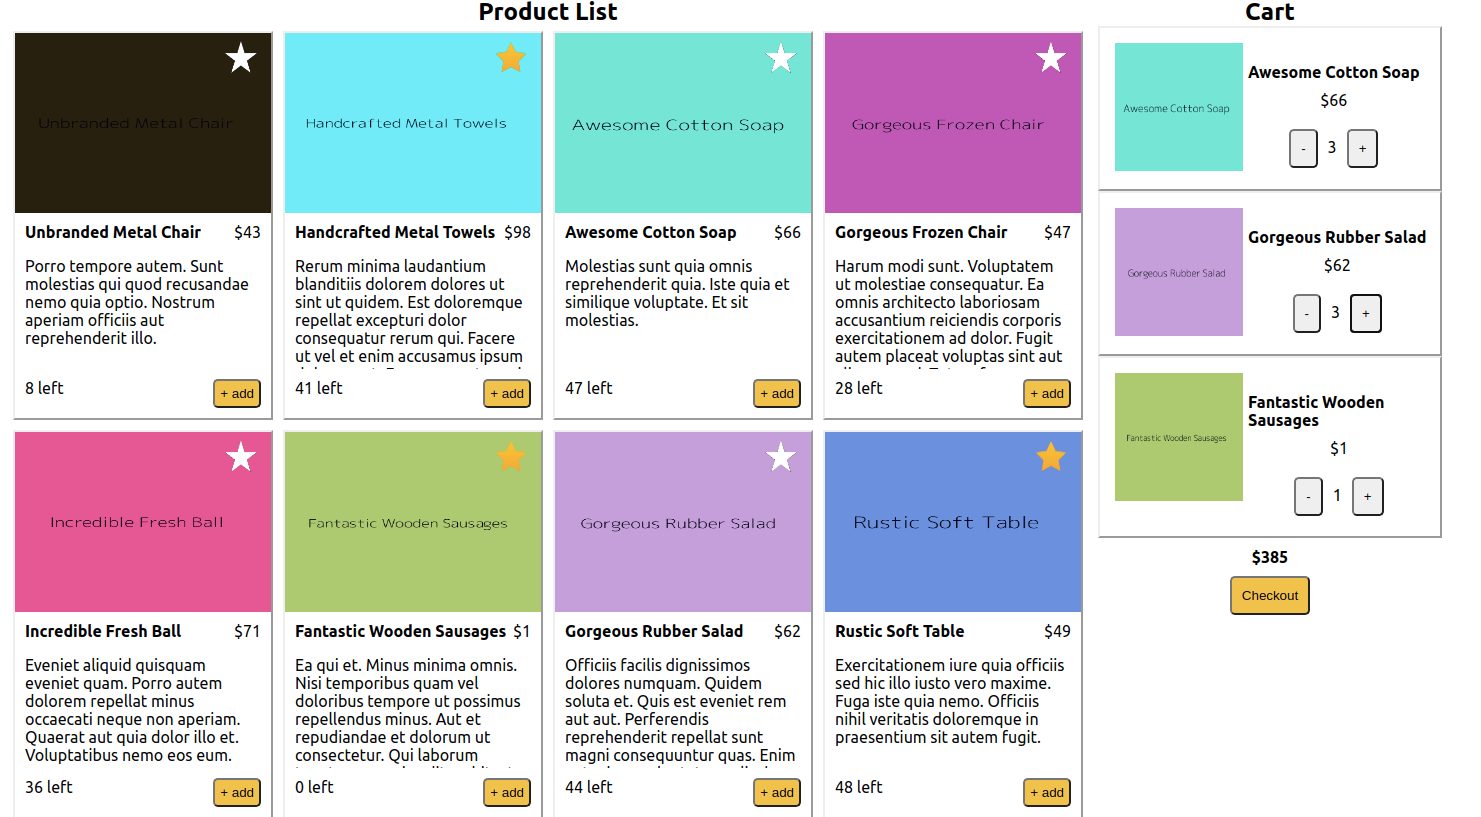 Product List
Unbranded Metal Chair
Unbranded Metal Chair $43
Porro tempore autem. Sunt
molestias qui quod recusandae
nemo quia optio. Nostrum
aperiam officiis aut
reprehenderit illo.
8 left
+ add
Handcrafted Metal Towels
Handcrafted Metal Towels $98
Rerum minima laudantium
blanditiis dolorem dolores ut
sint ut quidem. Est doloremque
repellat excepturi dolor
consequatur rerum qui. Facere
ut vel et enim accusamus ipsum
41 left
+ add
Awesome Cotton Soap
Awesome Cotton Soap $66
Molestias sunt quia omnis
reprehenderit quia. Iste quia et
similique voluptate. Et sit
molestias.
47 left
+ add
Gorgeous Frozen Chair
Gorgeous Frozen Chair $47
Harum modi sunt. Voluptatem
ut molestiae consequatur. Ea
omnis architecto laboriosam
accusantium reiciendis corporis
exercitationem ad dolor. Fugit
autem placeat voluptas sint aut
28 left
+ add
Incredible Fresh Ball
Incredible Fresh Ball $71
Eveniet aliquid quisquam
eveniet quam. Porro autem
dolorem repellat minus
occaecati neque non aperiam.
Quaerat aut quia dolor illo et.
Voluptatibus nemo eos eum.
36 left
+ add
Fantastic Wooden Sausages
Fantastic Wooden Sausages $1
Ea qui et. Minus minima omnis.
Nisi temporibus quam vel
doloribus tempore ut possimus
repellendus minus. Aut et
repudiandae et dolorum ut
consectetur. Qui laborum
0 left
+ add
Gorgeous Rubber Salad
Gorgeous Rubber Salad $62
Officiis facilis dignissimos
dolores numquam. Quidem
soluta et. Quis est eveniet rem
aut aut. Perferendis
reprehenderit repellat sunt
magni consequuntur quas. Enim
44 left
+ add
Rustic Soft Table
Rustic Soft Table $49
Exercitationem iure quia officiis
sed hic illo iusto vero maxime.
Fuga iste quia nemo. Officiis
nihil veritatis doloremque in
praesentium sit autem fugit.
48 left
+ add
Cart
Awesome Cotton Soap
Awesome Cotton Soap
$66
- 3 +
Gorgeous Rubber Salad
Gorgeous Rubber Salad
$62
- 3 +
Fantastic Wooden Sausages
Fantastic Wooden
Sausages
$1
- 1 +
$385
Checkout